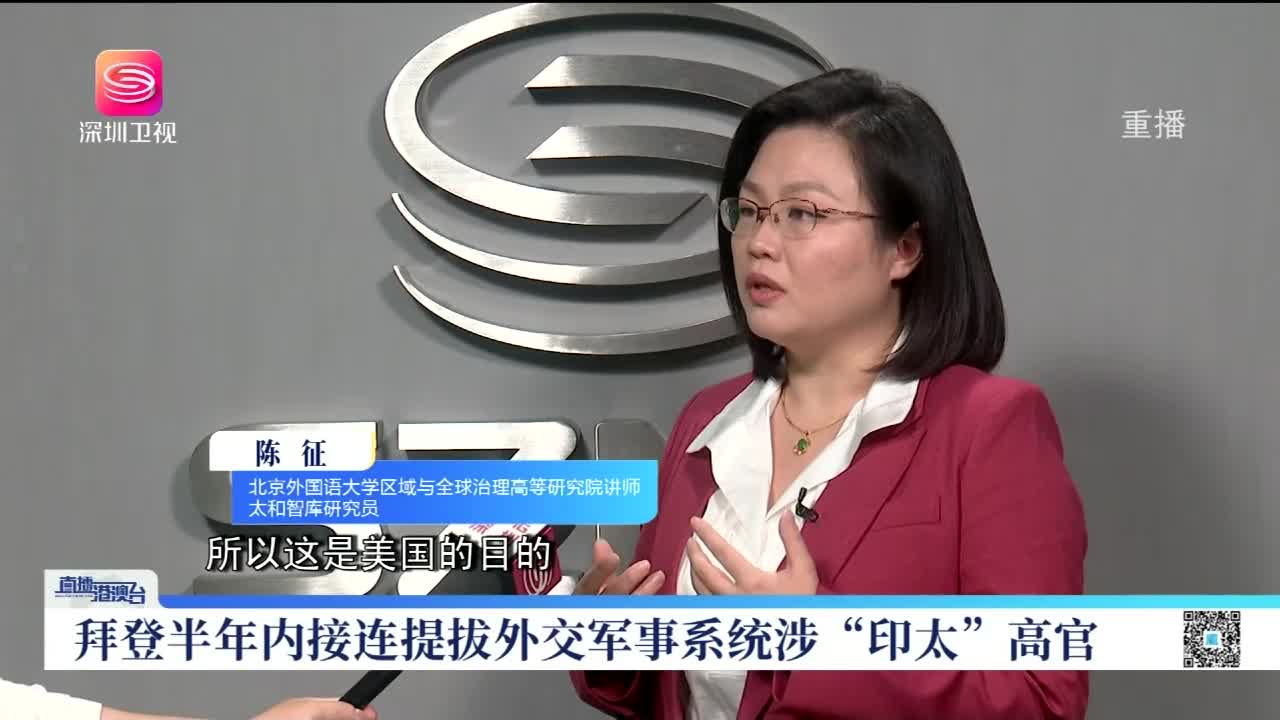 深圳卫视
重播
陈 征
北京外国语大学区域与全球治理高等研究院讲师
太和智库研究员
所以这是美国的目的
直播港澳台
拜登半年内接连提拔外交军事系统涉“印太”高官